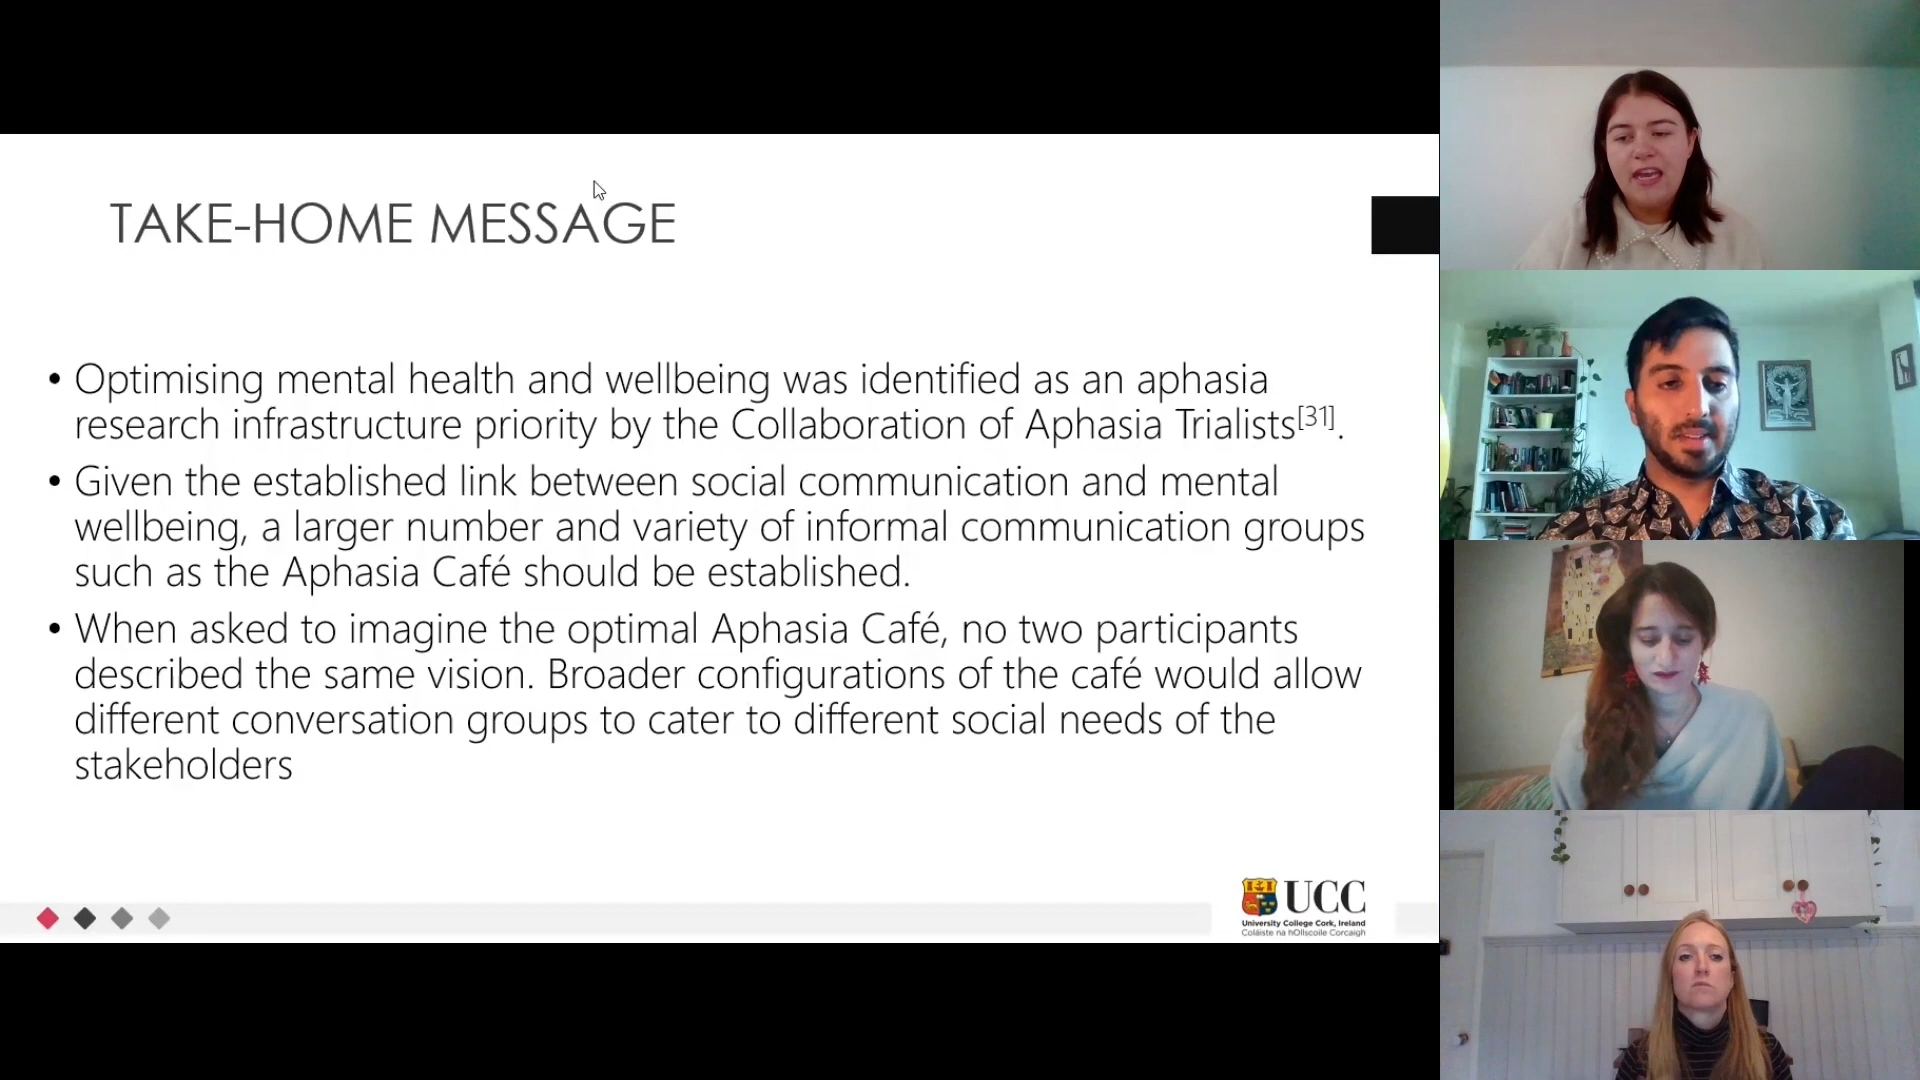 TAKE-HOME MESSAGE
• Optimising mental health and wellbeing was identified as an aphasia
research infrastructure priority by the Collaboration of Aphasia Trialists[31].
• Given the established link between social communication and mental
wellbeing, a larger number and variety of informal communication groups
such as the Aphasia Café should be established.
• When asked to imagine the optimal Aphasia Café, no two participants
described the same vision. Broader configurations of the café would allow
different conversation groups to cater to different social needs of the
stakeholders
UCC
University College Cork, Ireland
Coláiste na hOllscoile Corcaigh